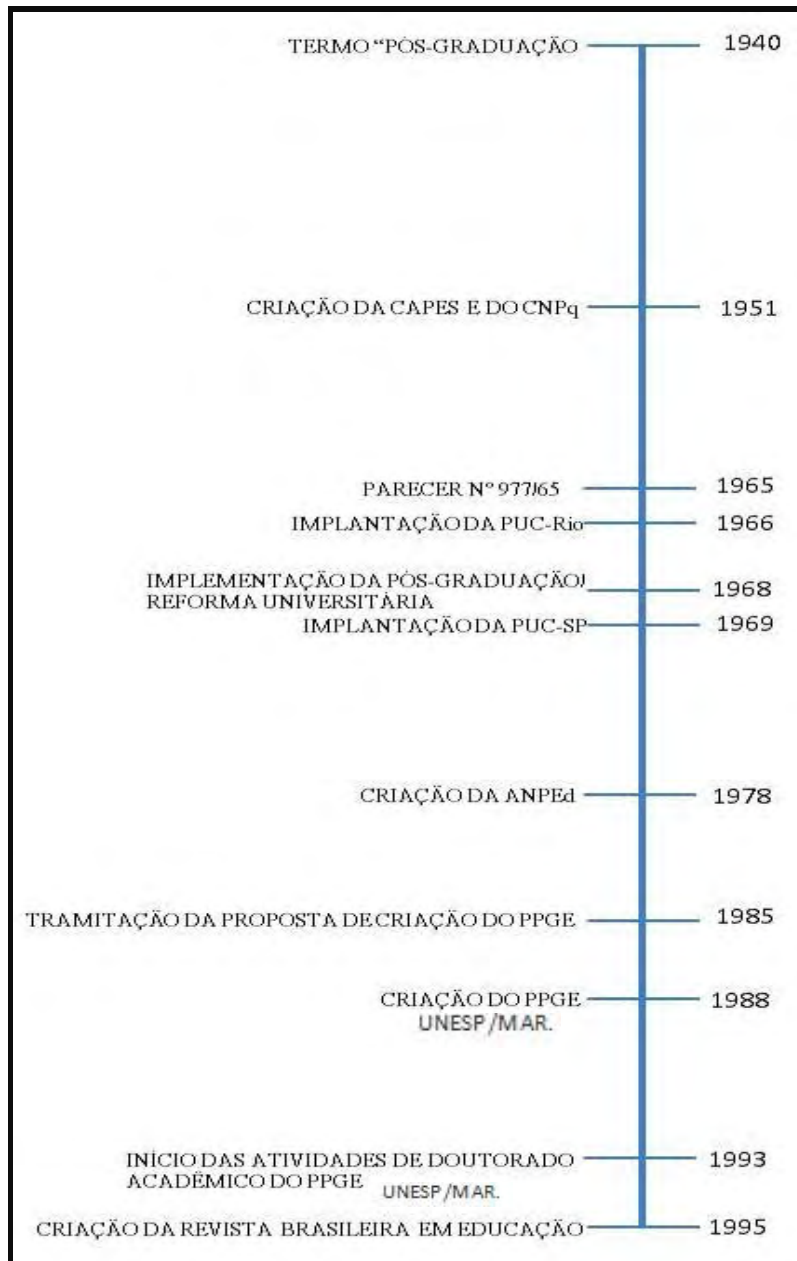 TERMO “PÓS-GRADUAÇÃO 1940
CRIAÇÃO DA CAPES E DO CNPq 1951
PARECER Nº 977/65 1965
IMPLANTAÇÃO DA PUC-Rio 1966
IMPLEMENTAÇÃO DA PÓS-GRADUAÇÃO/
REFORMA UNIVERSITÁRIA 1968
IMPLANTAÇÃO DA PUC-SP 1969
CRIAÇÃO DA ANPEd 1978
TRAMITAÇÃO DA PROPOSTA DE CRIAÇÃO DO PPGE 1985
CRIAÇÃO DO PPGE 1988
UNESP/MAR.
INÍCIO DAS ATIVIDADES DE DOUTORADO 1993
ACADÊMICO DO PPGE UNESP/MAR.
CRIAÇÃO DA REVISTA BRASILEIRA EM EDUCAÇÃO 1995